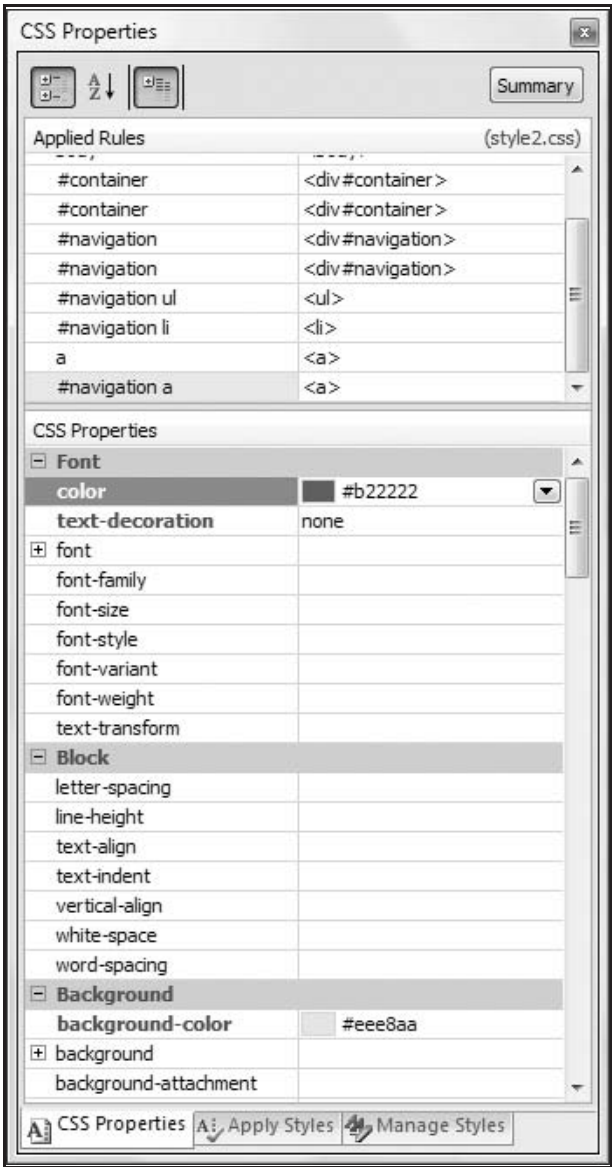 CSS Properties
Summary
Applied Rules (style2.css)
#container <div#container>
#container <div#container>
#navigation <div#navigation>
#navigation <div#navigation>
#navigation ul <ul>
#navigation li <li>
a <a>
#navigation a <a>
CSS Properties
Font
color #b22222
text-decoration none
font
font-family
font-size
font-style
font-variant
font-weight
text-transform
Block
letter-spacing
line-height
text-align
text-indent
vertical-align
white-space
word-spacing
Background
background-color #eee8aa
background
background-attachment
CSS Properties Apply Styles Manage Styles